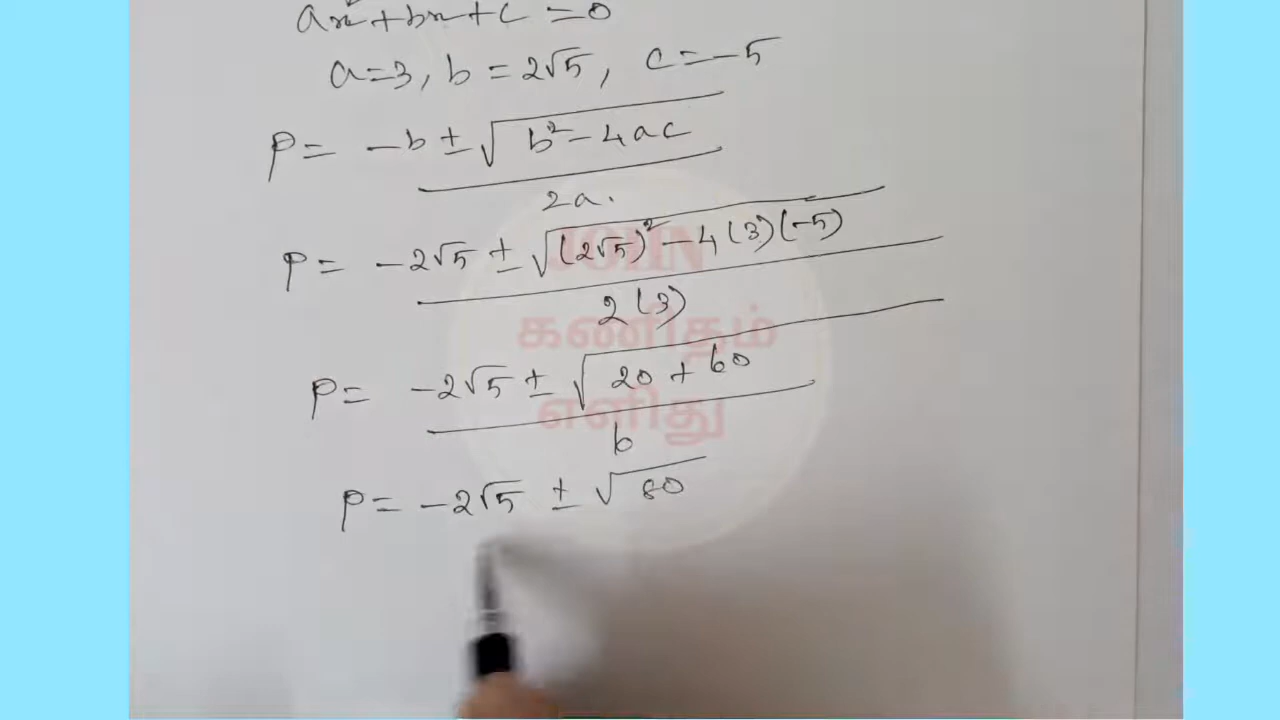 ax²+bx+c=0
a=3, b=2√5, c=-5
P= -b±√b²-4ac
2a.
P= -2√5 ± √(2√5)²-4(3)(-5)
2(3)
P= -2√5 ± √20+60
6
P= -2√5 ± √80
JOHN
கணிதம்
எளிது